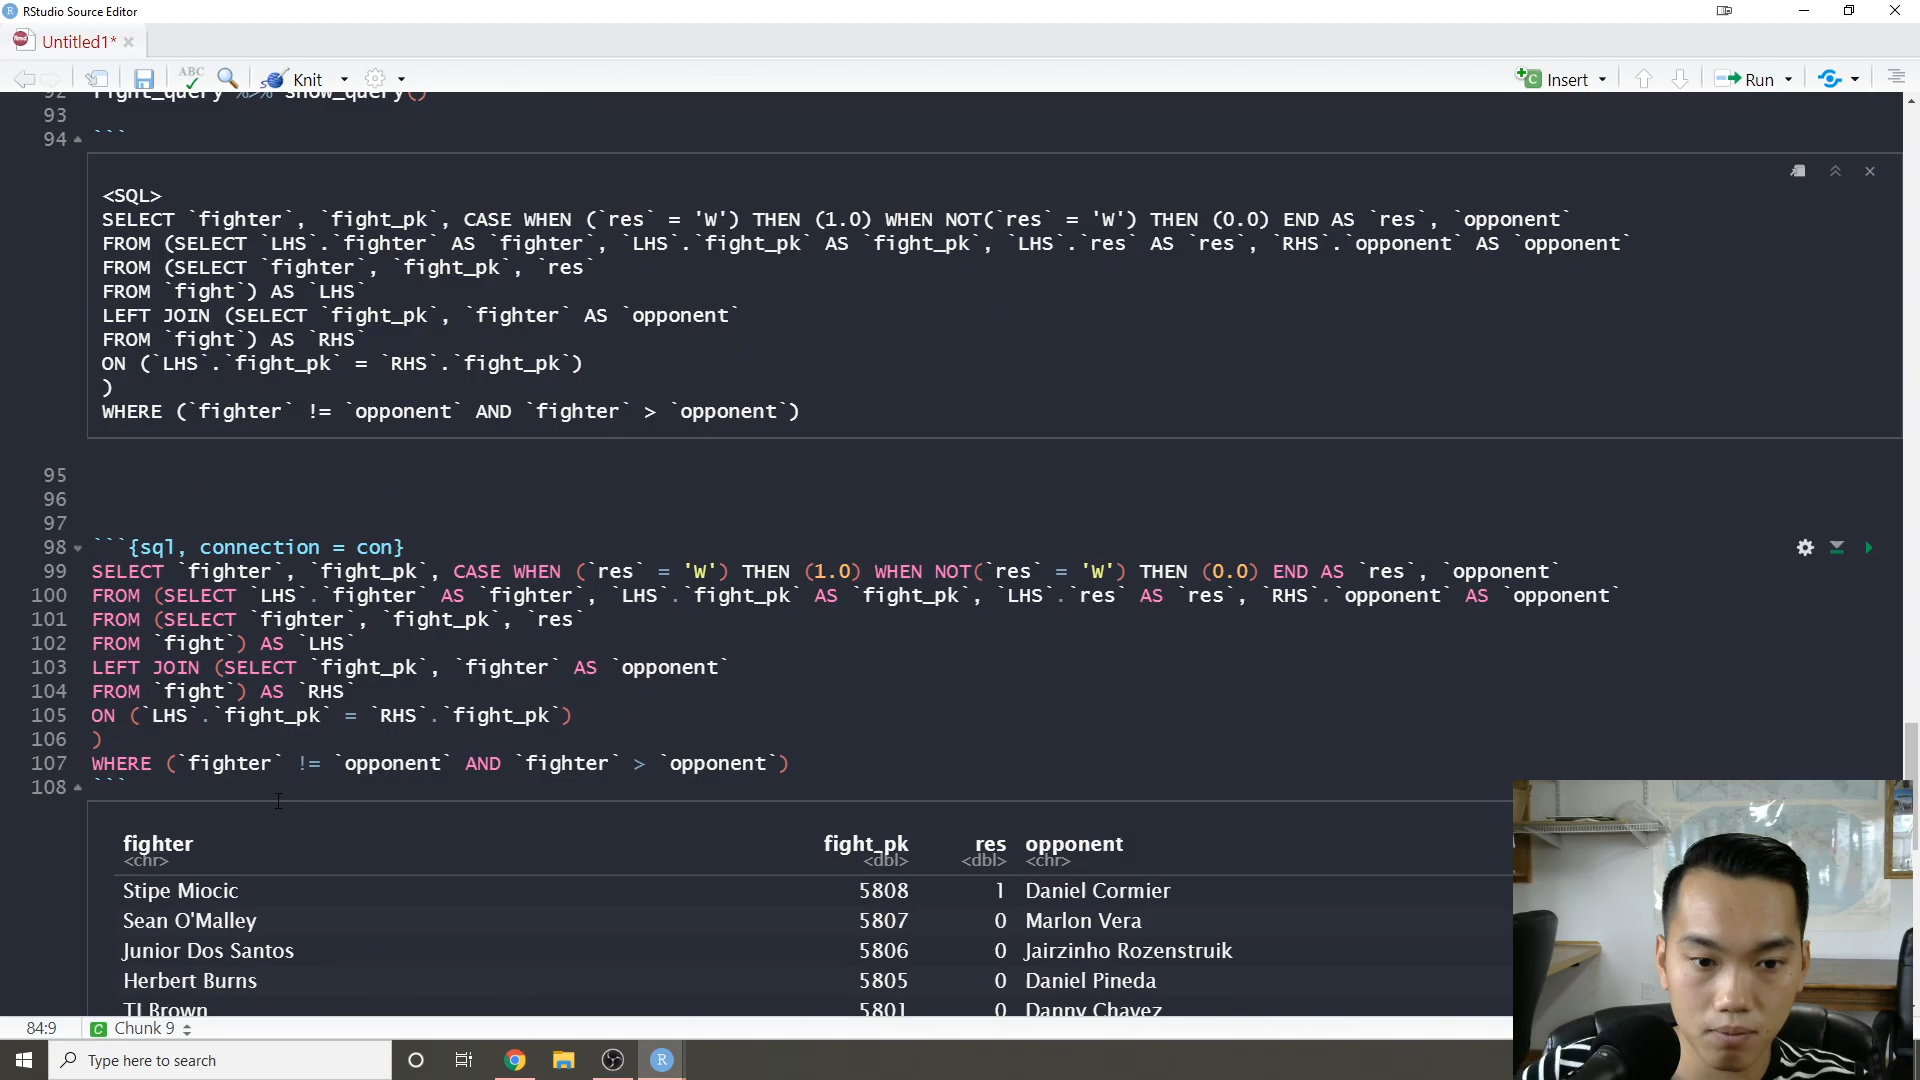 RStudio Source Editor
Untitled1*
ABC
Knit
Insert
Run
92 fight_query %>% show_query()
93
94 ```
<SQL>
SELECT `fighter`, `fight_pk`, CASE WHEN (`res` = 'W') THEN (1.0) WHEN NOT(`res` = 'W') THEN (0.0) END AS `res`, `opponent`
FROM (SELECT `LHS`.`fighter` AS `fighter`, `LHS`.`fight_pk` AS `fight_pk`, `LHS`.`res` AS `res`, `RHS`.`opponent` AS `opponent`
FROM (SELECT `fighter`, `fight_pk`, `res`
FROM `fight`) AS `LHS`
LEFT JOIN (SELECT `fight_pk`, `fighter` AS `opponent`
FROM `fight`) AS `RHS`
ON (`LHS`.`fight_pk` = `RHS`.`fight_pk`)
)
WHERE (`fighter` != `opponent` AND `fighter` > `opponent`)
95
96
97
98 ```{sql, connection = con}
99 SELECT `fighter`, `fight_pk`, CASE WHEN (`res` = 'W') THEN (1.0) WHEN NOT(`res` = 'W') THEN (0.0) END AS `res`, `opponent`
100 FROM (SELECT `LHS`.`fighter` AS `fighter`, `LHS`.`fight_pk` AS `fight_pk`, `LHS`.`res` AS `res`, `RHS`.`opponent` AS `opponent`
101 FROM (SELECT `fighter`, `fight_pk`, `res`
102 FROM `fight`) AS `LHS`
103 LEFT JOIN (SELECT `fight_pk`, `fighter` AS `opponent`
104 FROM `fight`) AS `RHS`
105 ON (`LHS`.`fight_pk` = `RHS`.`fight_pk`)
106 )
107 WHERE (`fighter` != `opponent` AND `fighter` > `opponent`)
108 ```
fighter fight_pk res opponent
<chr> <dbl> <dbl> <chr>
Stipe Miocic 5808 1 Daniel Cormier
Sean O'Malley 5807 0 Marlon Vera
Junior Dos Santos 5806 0 Jairzinho Rozenstruik
Herbert Burns 5805 0 Daniel Pineda
TJ Brown 5801 0 Danny Chavez
84:9 C Chunk 9
Type here to search